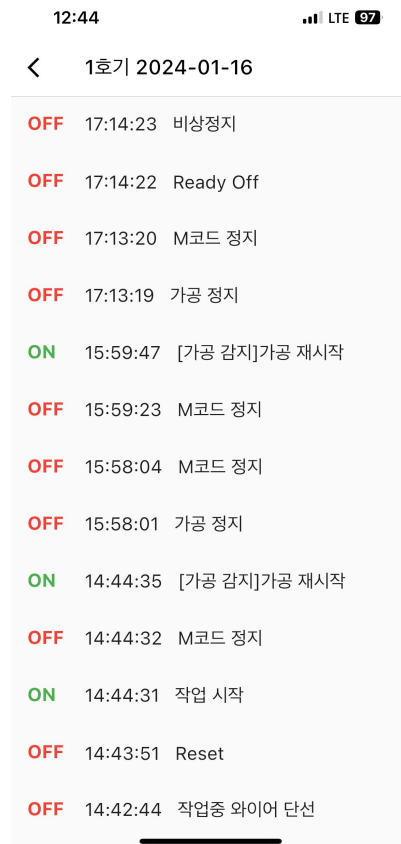 12:44 LTE 97
1호기 2024-01-16
OFF 17:14:23 비상정지
OFF 17:14:22 Ready Off
OFF 17:13:20 M코드 정지
OFF 17:13:19 가공 정지
ON 15:59:47 [가공 감지]가공 재시작
OFF 15:59:23 M코드 정지
OFF 15:58:04 M코드 정지
OFF 15:58:01 가공 정지
ON 14:44:35 [가공 감지]가공 재시작
OFF 14:44:32 M코드 정지
ON 14:44:31 작업 시작
OFF 14:43:51 Reset
OFF 14:42:44 작업중 와이어 단선